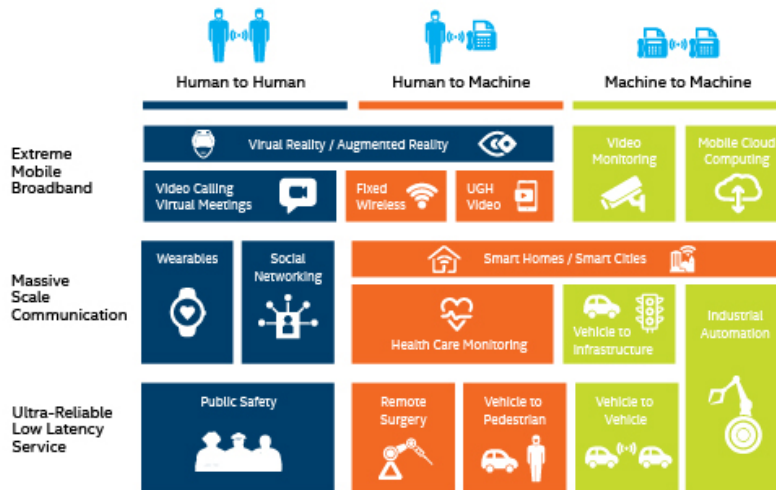 Human to Human
Human to Machine
Machine to Machine
Extreme
Mobile
Broadband
Virual Reality / Augmented Reality
Video
Monitoring
Mobile Cloud
Computing
Video Calling
Virtual Meetings
Fixed
Wireless
UGH
Video
Massive
Scale
Communication
Wearables
Social
Networking
Smart Homes / Smart Cities
Health Care Monitoring
Vehicle to
Infrastructure
Industrial
Automation
Ultra-Reliable
Low Latency
Service
Public Safety
Remote
Surgery
Vehicle to
Pedestrian
Vehicle to
Vehicle